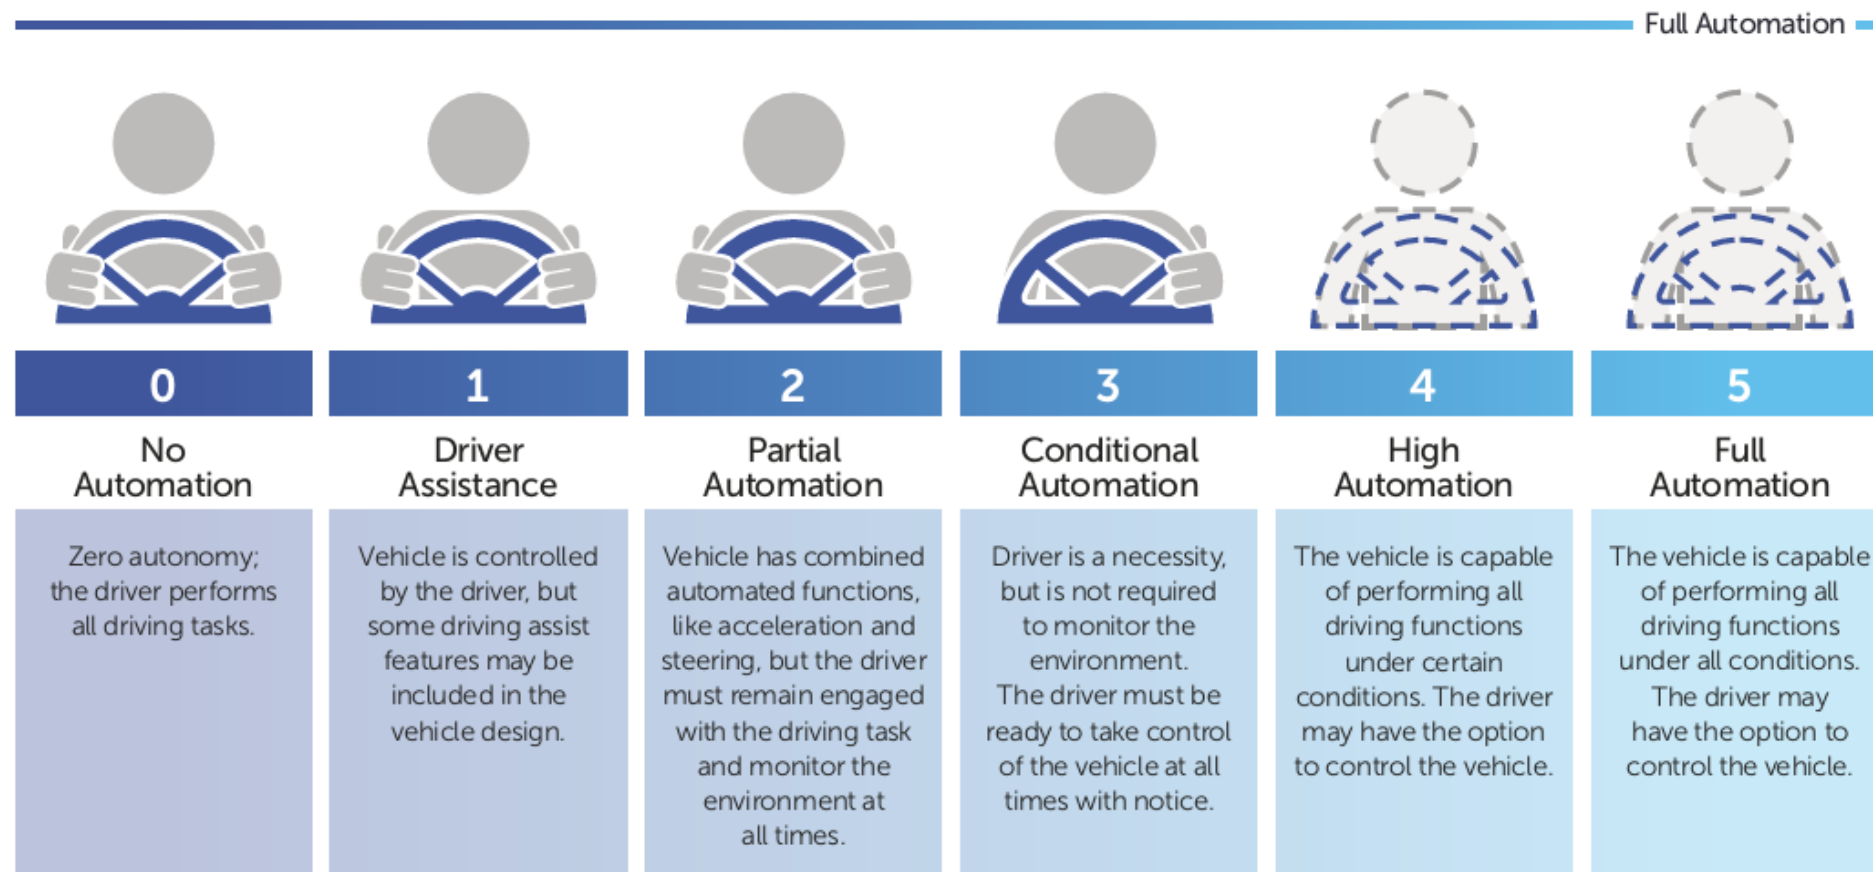 Full Automation
0
No
Automation
Zero autonomy;
the driver performs
all driving tasks.
1
Driver
Assistance
Vehicle is controlled
by the driver, but
some driving assist
features may be
included in the
vehicle design.
2
Partial
Automation
Vehicle has combined
automated functions,
like acceleration and
steering, but the driver
must remain engaged
with the driving task
and monitor the
environment at
all times.
3
Conditional
Automation
Driver is a necessity,
but is not required
to monitor the
environment.
The driver must be
ready to take control
of the vehicle at all
times with notice.
4
High
Automation
The vehicle is capable
of performing all
driving functions
under certain
conditions. The driver
may have the option
to control the vehicle.
5
Full
Automation
The vehicle is capable
of performing all
driving functions
under all conditions.
The driver may
have the option to
control the vehicle.